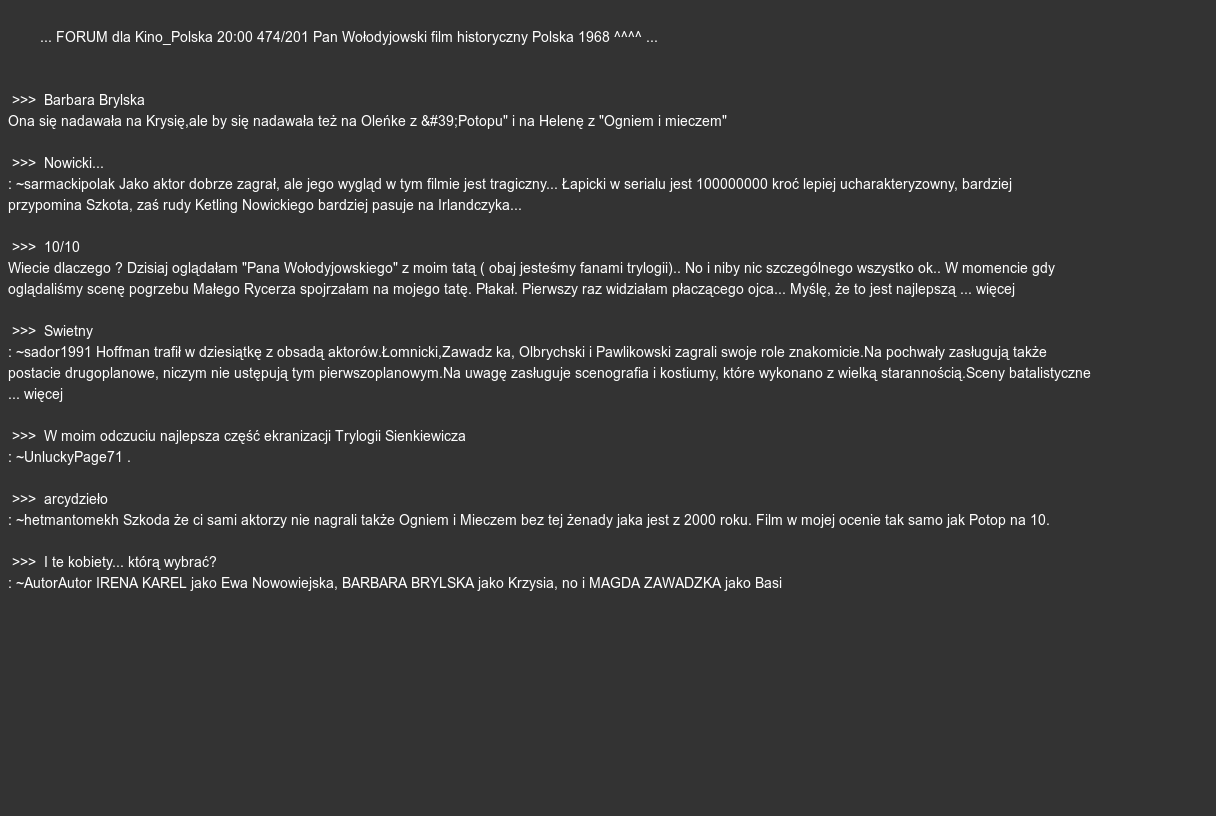 ... FORUM dla Kino_Polska 20:00 474/201 Pan Wołodyjowski film historyczny Polska 1968 ^^^^ ...
>>> Barbara Brylska
Ona się nadawała na Krysię,ale by się nadawała też na Oleńke z &#39;Potopu" i na Helenę z "Ogniem i mieczem"
>>> Nowicki...
: ~sarmackipolak Jako aktor dobrze zagrał, ale jego wygląd w tym filmie jest tragiczny... Łapicki w serialu jest 100000000 kroć lepiej ucharakteryzowny, bardziej
przypomina Szkota, zaś rudy Ketling Nowickiego bardziej pasuje na Irlandczyka...
>>> 10/10
Wiecie dlaczego ? Dzisiaj oglądałam "Pana Wołodyjowskiego" z moim tatą ( obaj jesteśmy fanami trylogii).. No i niby nic szczególnego wszystko ok.. W momencie gdy
oglądaliśmy scenę pogrzebu Małego Rycerza spojrzałam na mojego tatę. Płakał. Pierwszy raz widziałam płaczącego ojca... Myślę, że to jest najlepszą ... więcej
>>> Swietny
: ~sador1991 Hoffman trafił w dziesiątkę z obsadą aktorów.Łomnicki,Zawadz ka, Olbrychski i Pawlikowski zagrali swoje role znakomicie.Na pochwały zasługują także
postacie drugoplanowe, niczym nie ustępują tym pierwszoplanowym.Na uwagę zasługuje scenografia i kostiumy, które wykonano z wielką starannością.Sceny batalistyczne
... więcej
>>> W moim odczuciu najlepsza część ekranizacji Trylogii Sienkiewicza
: ~UnluckyPage71 .
>>> arcydzieło
: ~hetmantomekh Szkoda że ci sami aktorzy nie nagrali także Ogniem i Mieczem bez tej żenady jaka jest z 2000 roku. Film w mojej ocenie tak samo jak Potop na 10.
>>> I te kobiety... którą wybrać?
: ~AutorAutor IRENA KAREL jako Ewa Nowowiejska, BARBARA BRYLSKA jako Krzysia, no i MAGDA ZAWADZKA jako Basi